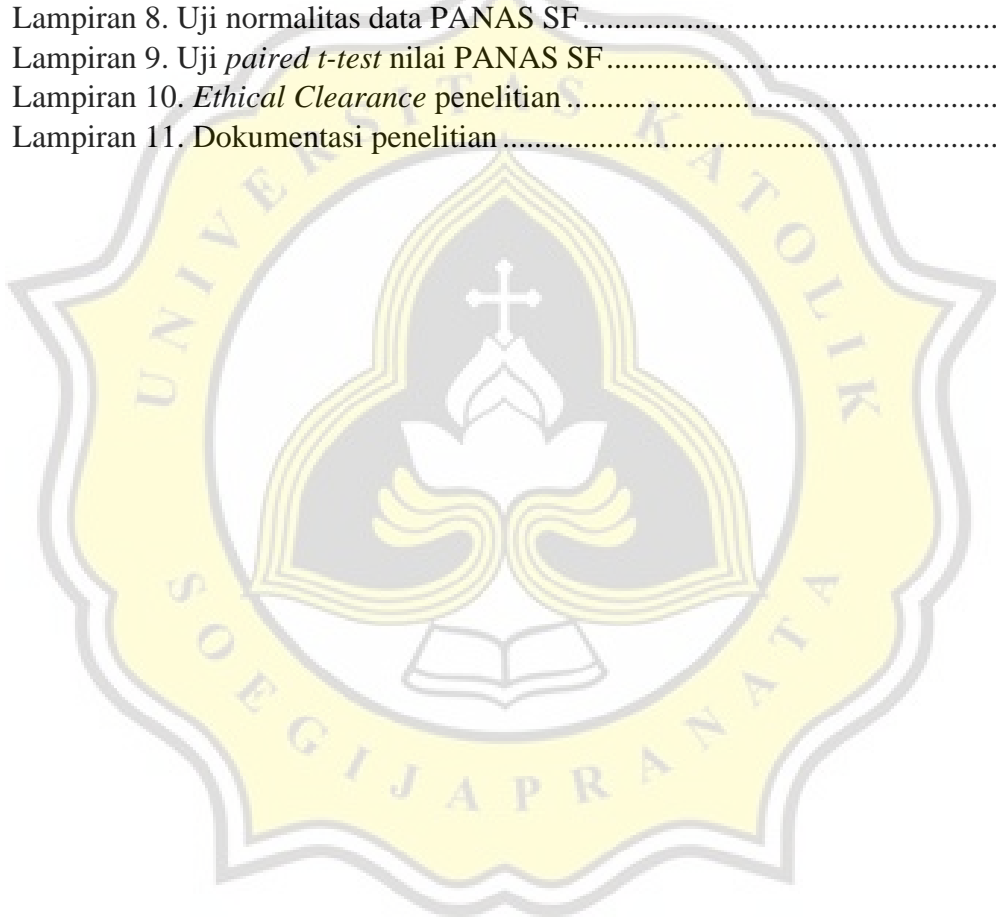 Lampiran 8. Uji normalitas data PANAS SF......................................................
Lampiran 9. Uji paired t-test nilai PANAS SF...................................................
Lampiran 10. Ethical Clearance penelitian........................................................
Lampiran 11. Dokumentasi penelitian................................................................
UNIVERSITAS KATOLIK
SOEGIJAPRANATA